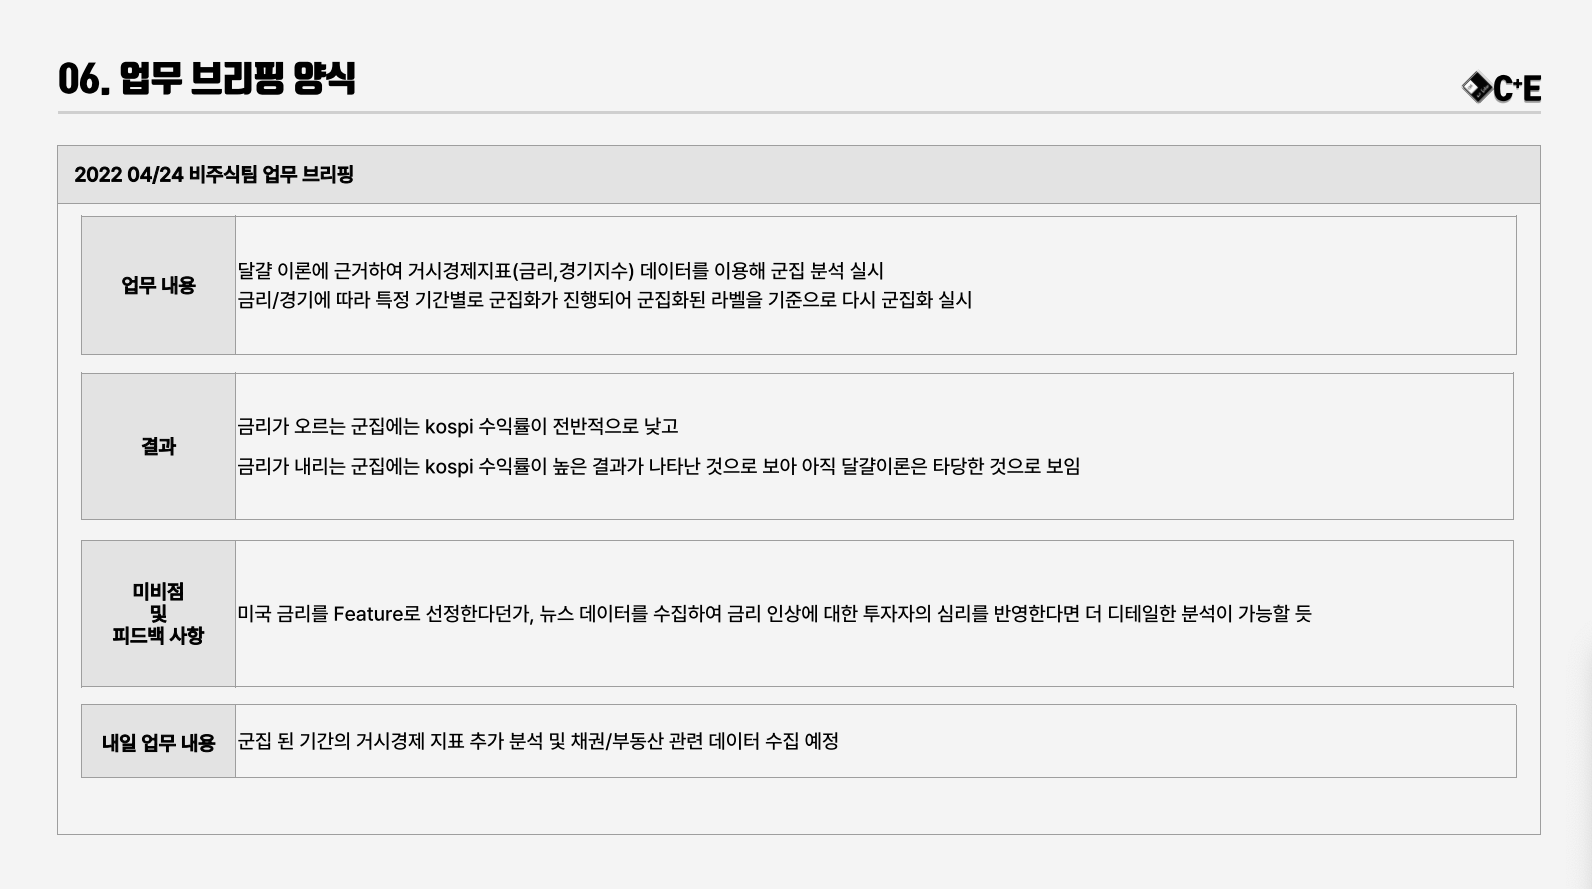 06. 업무 브리핑 양식
C+E
2022 04/24 비주식팀 업무 브리핑
업무 내용
달걀 이론에 근거하여 거시경제지표(금리,경기지수) 데이터를 이용해 군집 분석 실시
금리/경기에 따라 특정 기간별로 군집화가 진행되어 군집화된 라벨을 기준으로 다시 군집화 실시
결과
금리가 오르는 군집에는 kospi 수익률이 전반적으로 낮고
금리가 내리는 군집에는 kospi 수익률이 높은 결과가 나타난 것으로 보아 아직 달걀이론은 타당한 것으로 보임
미비점
및
피드백 사항
미국 금리를 Feature로 선정한다던가, 뉴스 데이터를 수집하여 금리 인상에 대한 투자자의 심리를 반영한다면 더 디테일한 분석이 가능할 듯
내일 업무 내용
군집 된 기간의 거시경제 지표 추가 분석 및 채권/부동산 관련 데이터 수집 예정